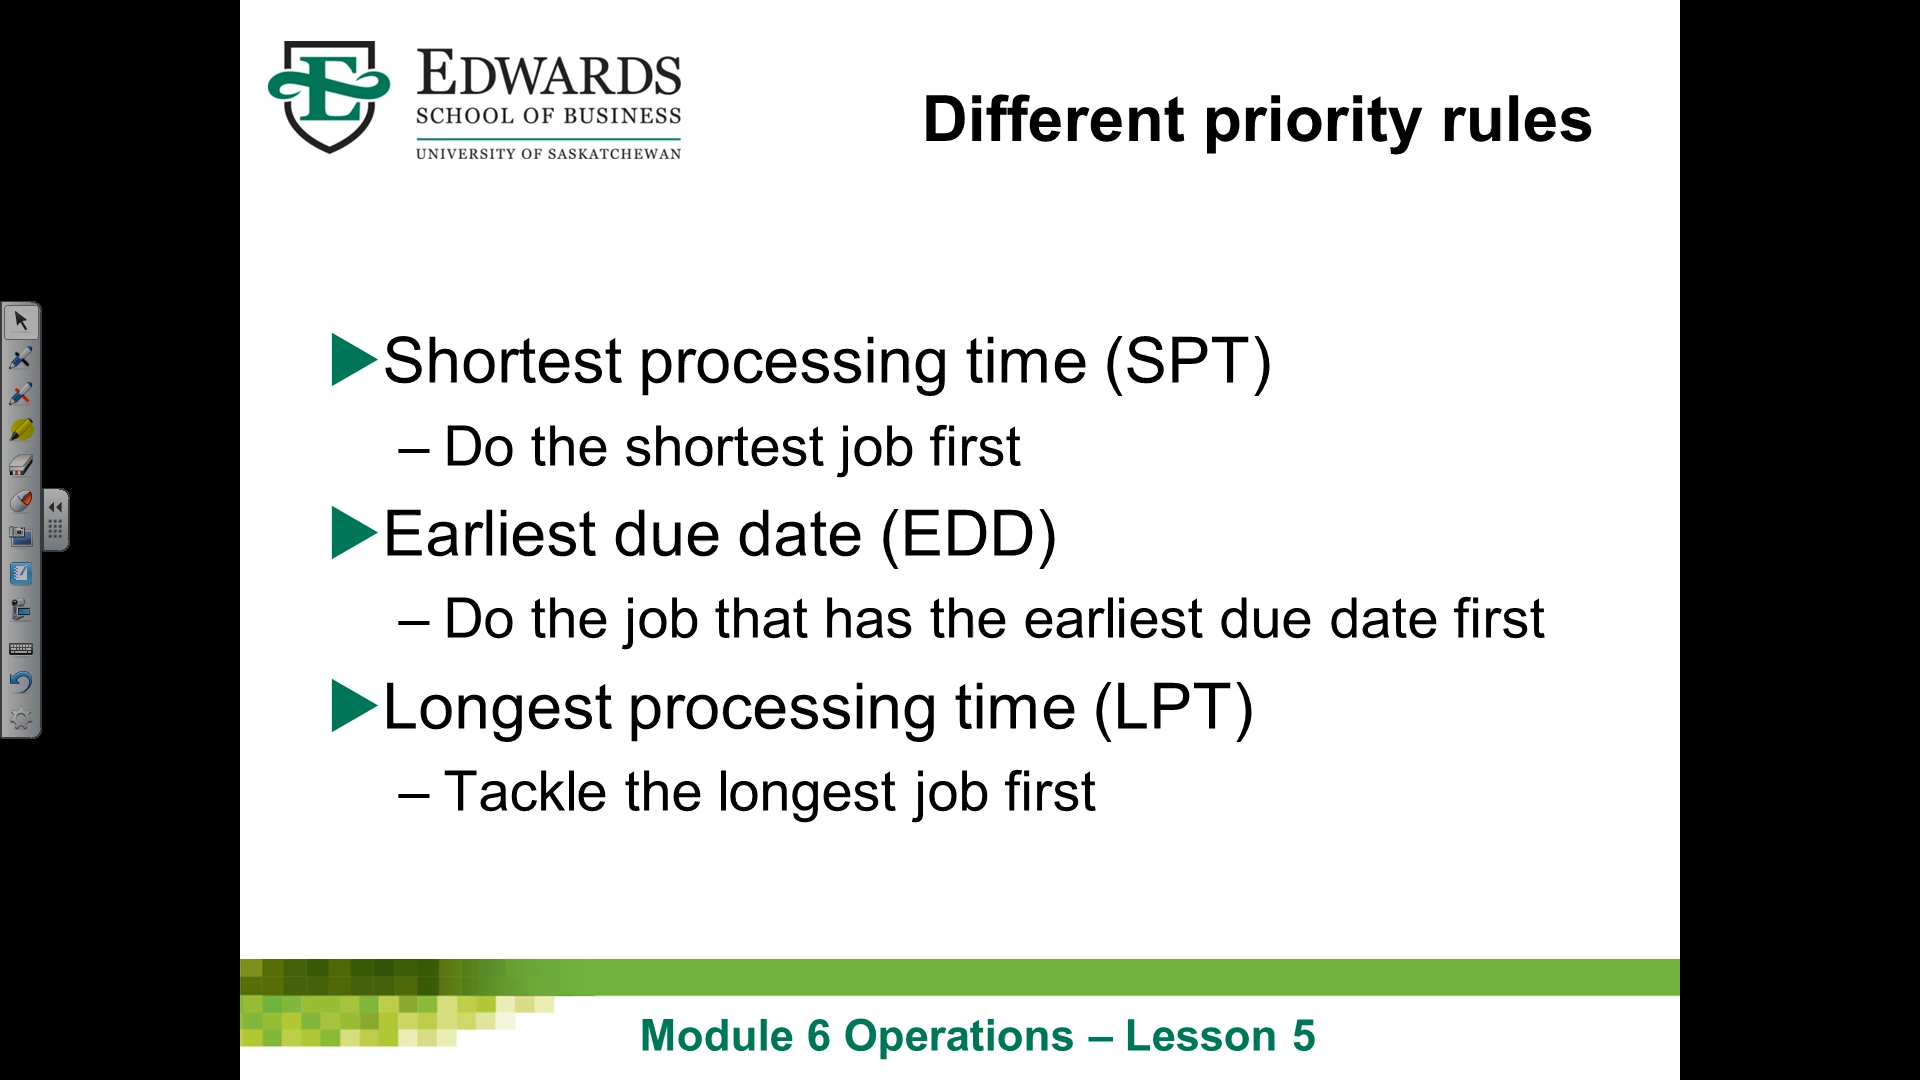 EDWARDS
SCHOOL OF BUSINESS
UNIVERSITY OF SASKATCHEWAN
Different priority rules
Shortest processing time (SPT)
– Do the shortest job first
Earliest due date (EDD)
– Do the job that has the earliest due date first
Longest processing time (LPT)
– Tackle the longest job first
Module 6 Operations – Lesson 5